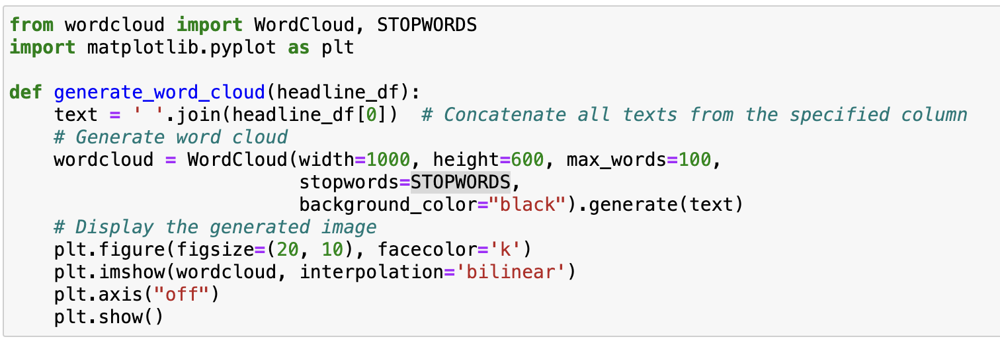 from wordcloud import WordCloud, STOPWORDS
import matplotlib.pyplot as plt

def generate_word_cloud(headline_df):
    text = ' '.join(headline_df[0])  # Concatenate all texts from the specified column
    # Generate word cloud
    wordcloud = WordCloud(width=1000, height=600, max_words=100,
                          stopwords=STOPWORDS,
                          background_color="black").generate(text)
    # Display the generated image
    plt.figure(figsize=(20, 10), facecolor='k')
    plt.imshow(wordcloud, interpolation='bilinear')
    plt.axis("off")
    plt.show()